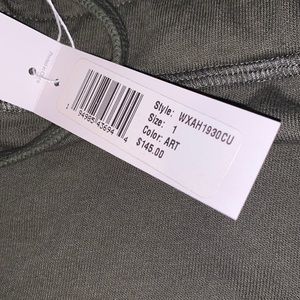 Style: WXAH1930CU
Size: 1
Color: ART
$145.00